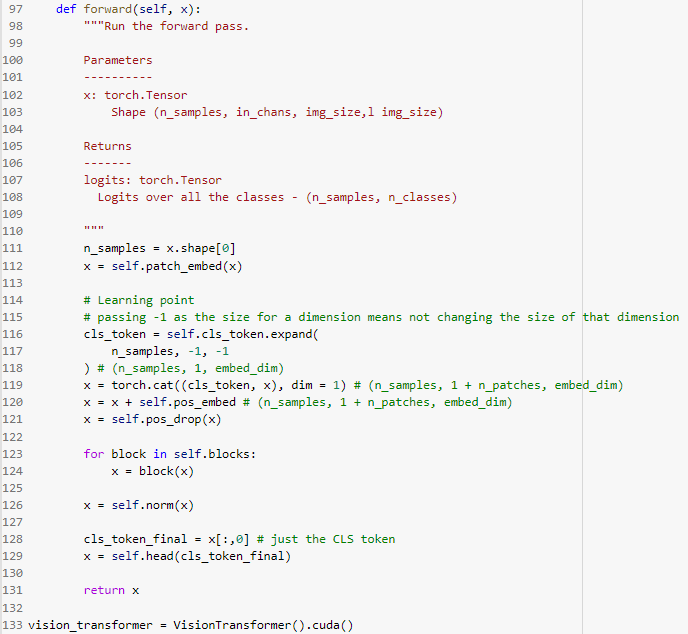 97 def forward(self, x):
98 """Run the forward pass.
99
100 Parameters
101 ----------
102 x: torch.Tensor
103 Shape (n_samples, in_chans, img_size,l img_size)
104
105 Returns
106 -------
107 logits: torch.Tensor
108 Logits over all the classes - (n_samples, n_classes)
109
110 """
111 n_samples = x.shape[0]
112 x = self.patch_embed(x)
113
114 # Learning point
115 # passing -1 as the size for a dimension means not changing the size of that dimension
116 cls_token = self.cls_token.expand(
117 n_samples, -1, -1
118 ) # (n_samples, 1, embed_dim)
119 x = torch.cat((cls_token, x), dim = 1) # (n_samples, 1 + n_patches, embed_dim)
120 x = x + self.pos_embed # (n_samples, 1 + n_patches, embed_dim)
121 x = self.pos_drop(x)
122
123 for block in self.blocks:
124 x = block(x)
125
126 x = self.norm(x)
127
128 cls_token_final = x[:,0] # just the CLS token
129 x = self.head(cls_token_final)
130
131 return x
132
133 vision_transformer = VisionTransformer().cuda()